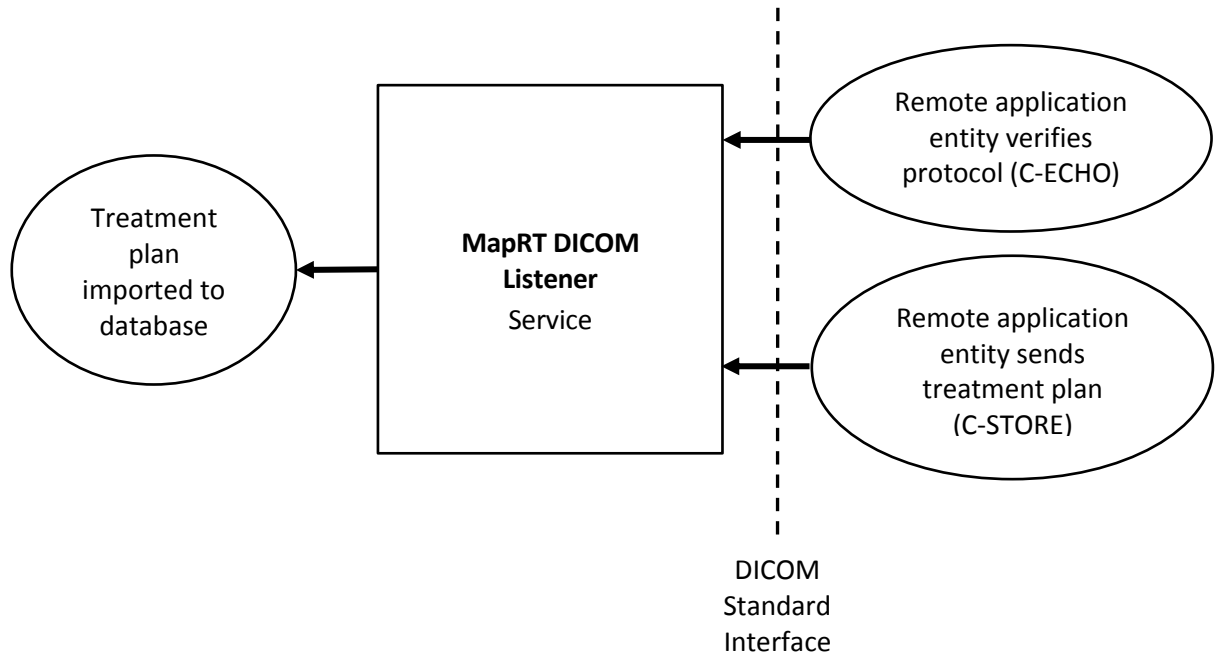 Treatment
plan
imported to
database
MapRT DICOM
Listener
Service
Remote application
entity verifies
protocol (C-ECHO)
Remote application
entity sends
treatment plan
(C-STORE)
DICOM
Standard
Interface